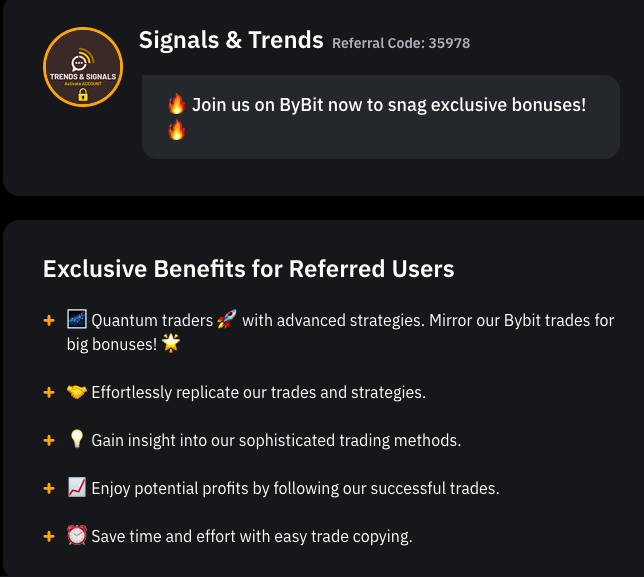 Signals & Trends Referral Code: 35978
TRENDS & SIGNALS
Activate ACCOUNT
🔥 Join us on ByBit now to snag exclusive bonuses!
🔥
Exclusive Benefits for Referred Users
+ 🌌 Quantum traders 🚀 with advanced strategies. Mirror our Bybit trades for
big bonuses! 🌟
+ 🤝 Effortlessly replicate our trades and strategies.
+ 💡 Gain insight into our sophisticated trading methods.
+ 📈 Enjoy potential profits by following our successful trades.
+ ⏰ Save time and effort with easy trade copying.